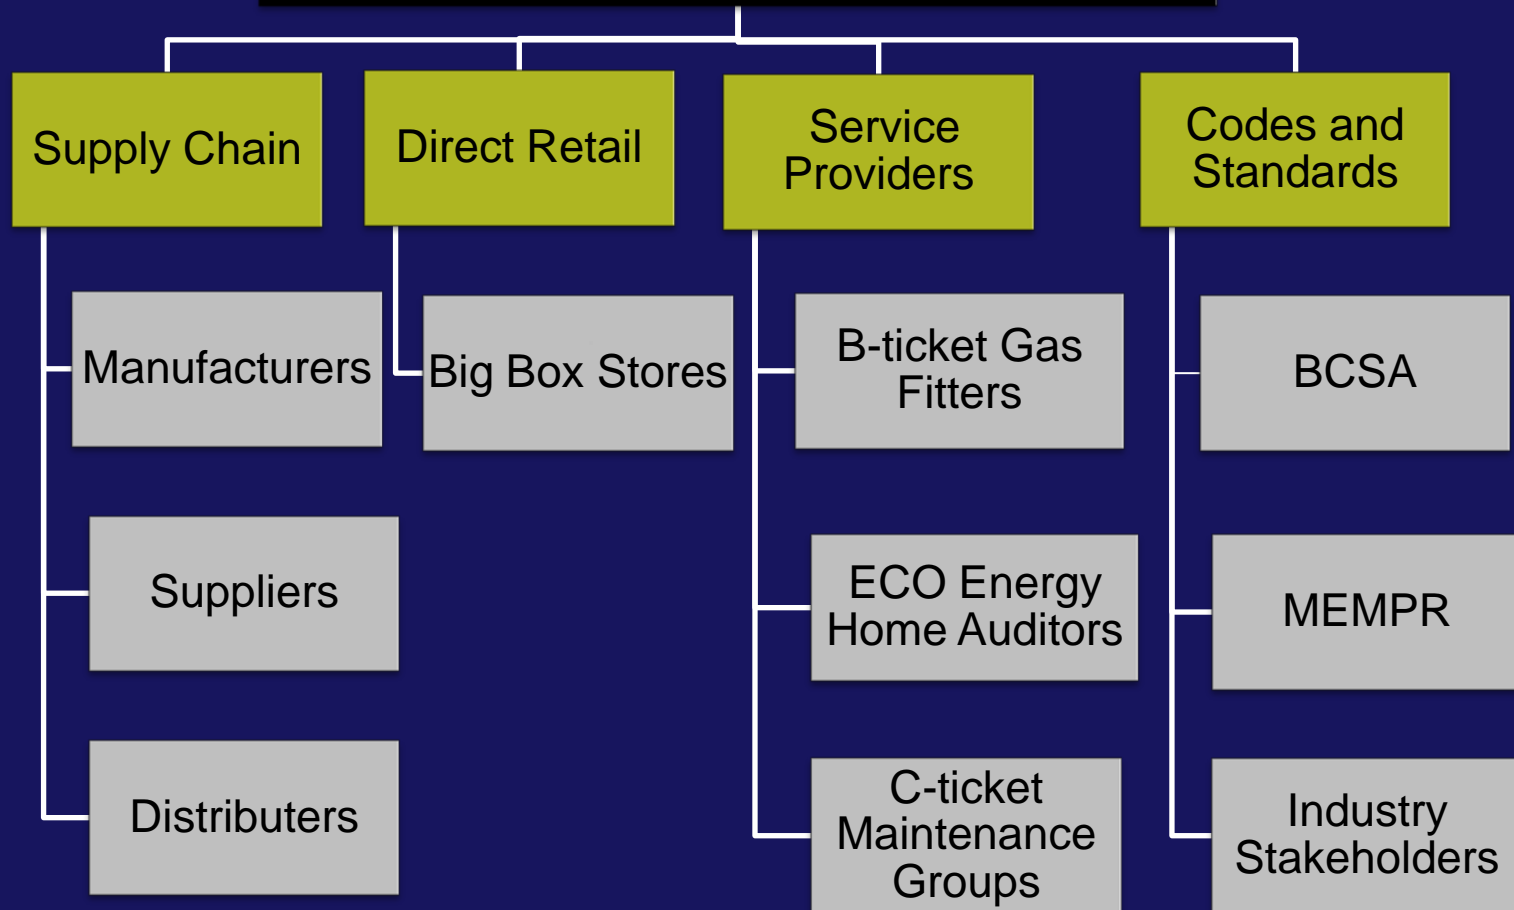 Supply Chain
Direct Retail
Service
Providers
Codes and
Standards
Manufacturers
Suppliers
Distributers
Big Box Stores
B-ticket Gas
Fitters
ECO Energy
Home Auditors
C-ticket
Maintenance
Groups
BCSA
MEMPR
Industry
Stakeholders